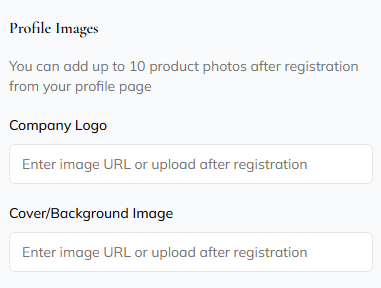 Profile Images
You can add up to 10 product photos after registration
from your profile page
Company Logo
Enter image URL or upload after registration
Cover/Background Image
Enter image URL or upload after registration